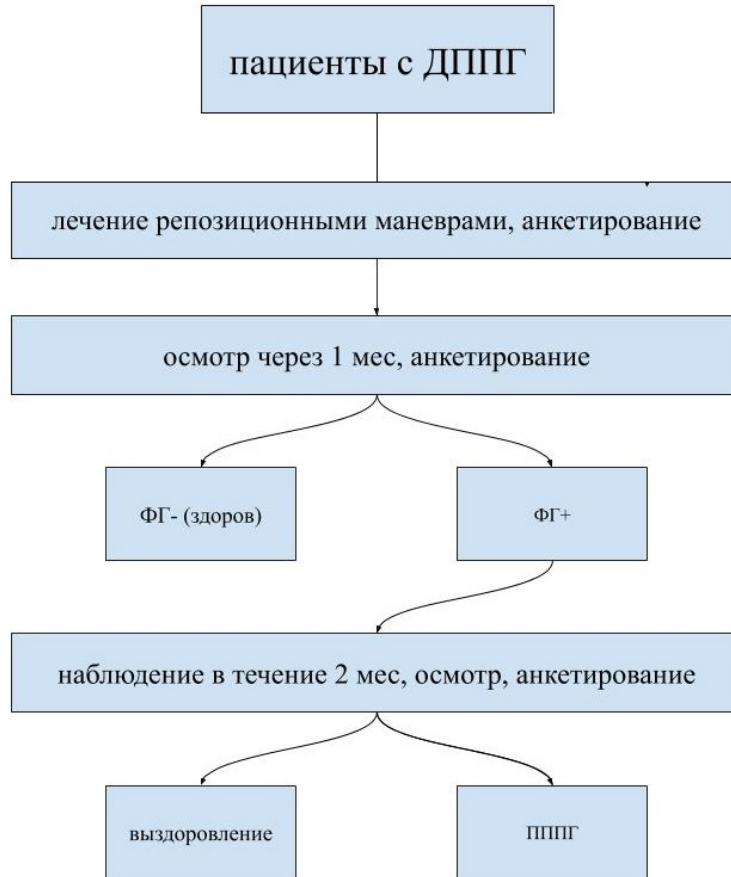 пациенты с ДППГ
лечение репозиционными маневрами, анкетирование
осмотр через 1 мес, анкетирование
ФГ- (здоров)
ФГ+
наблюдение в течение 2 мес, осмотр, анкетирование
выздоровление
ПППГ